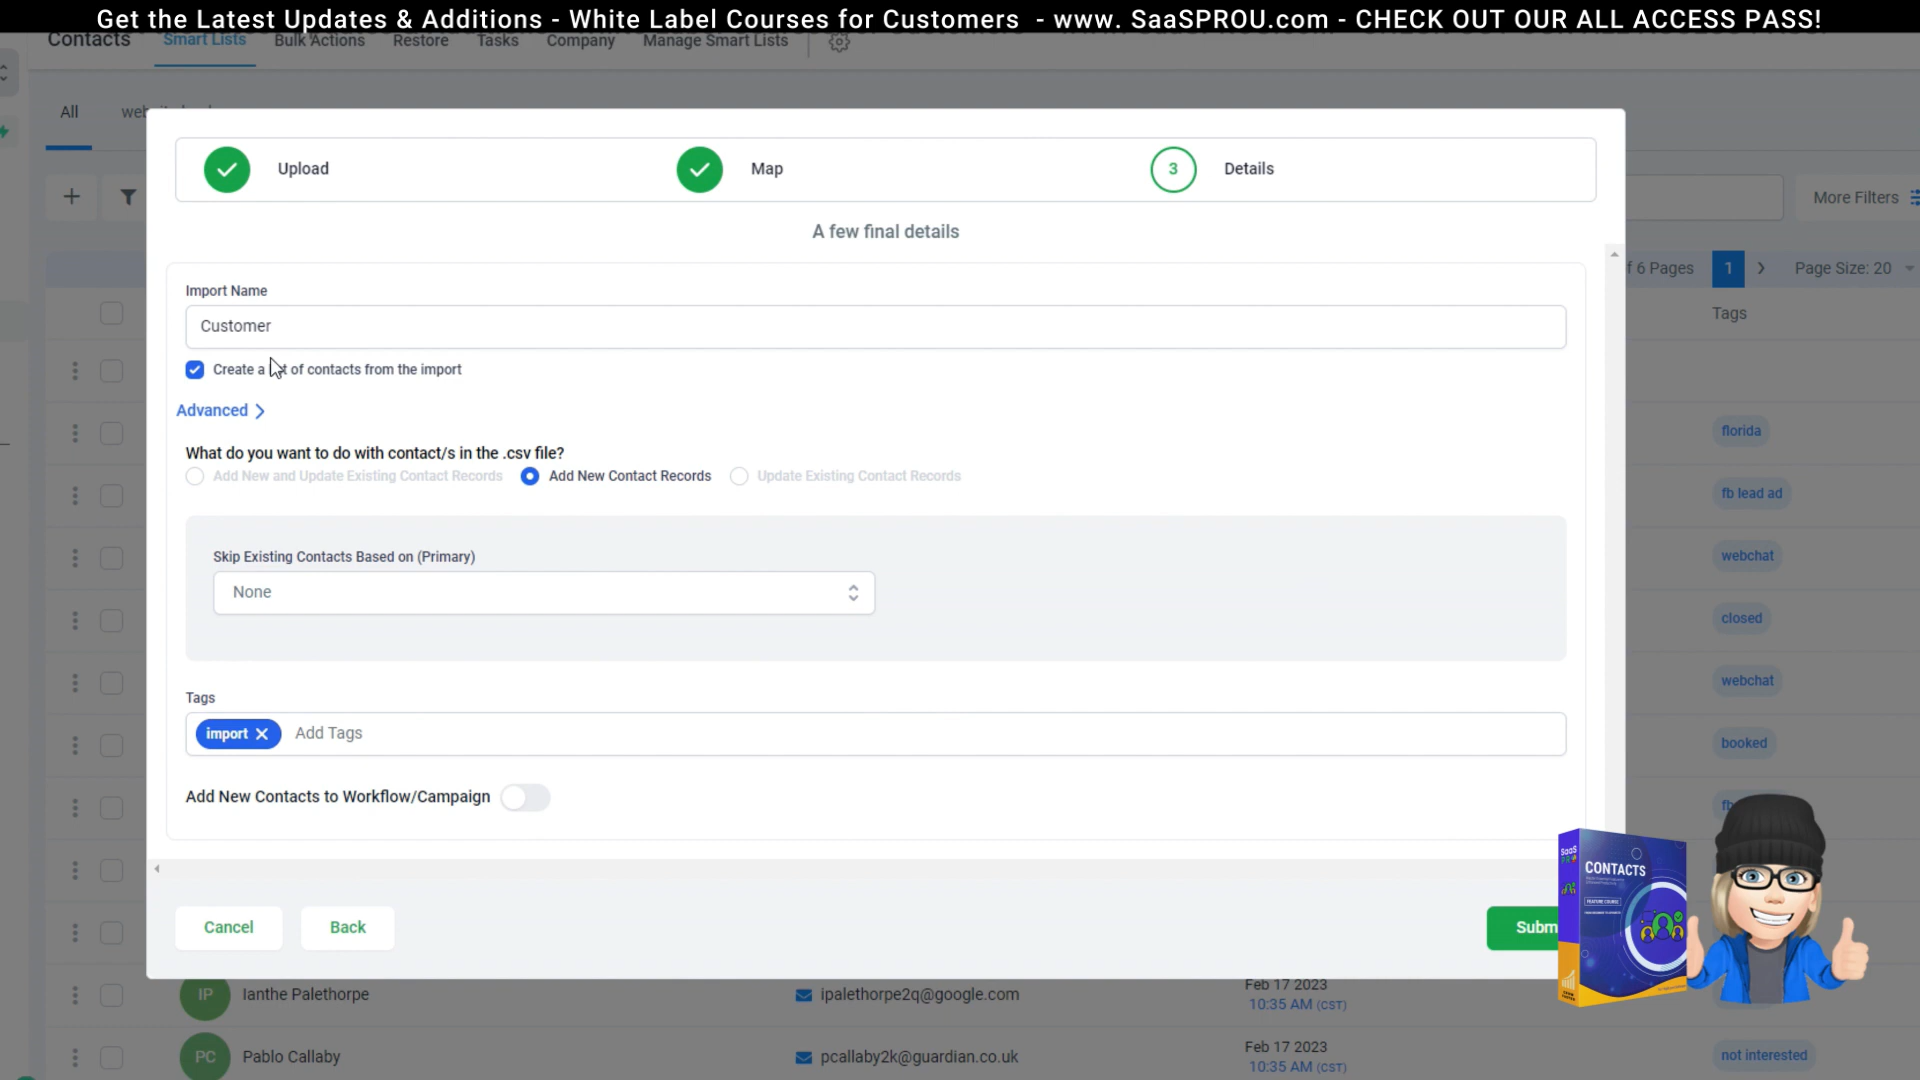 Get the Latest Updates & Additions - White Label Courses for Customers - www. SaaSPROU.com - CHECK OUT OUR ALL ACCESS PASS!
Contacts Smart Lists Bulk Actions Restore Tasks Company Manage Smart Lists
All
Upload Map 3 Details
More Filters
A few final details
6 Pages 1 Page Size: 20
Import Name
Tags
Customer
Create a of contacts from the import
Advanced
florida
What do you want to do with contact/s in the .csv file?
Add New and Update Existing Contact Records Add New Contact Records Update Existing Contact Records
fb lead ad
Skip Existing Contacts Based on (Primary)
webchat
None
closed
webchat
Tags
import Add Tags
booked
Add New Contacts to Workflow/Campaign
fb
SaaS
CONTACTS
FEATURE COURSE
Cancel Back Subm
IP Ianthe Palethorpe ipalethorpe2q@google.com Feb 17 2023
10:35 AM (CST)
PC Pablo Callaby pcallaby2k@guardian.co.uk Feb 17 2023
10:35 AM (CST)
not interested